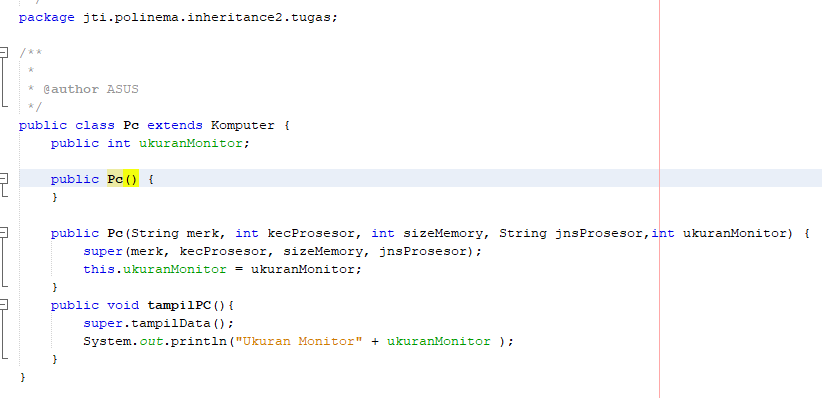 */
package jti.polinema.inheritance2.tugas;
/**
 *
 * @author ASUS
 */
public class Pc extends Komputer {
    public int ukuranMonitor;
    public Pc() {
    }
    public Pc(String merk, int kecProsesor, int sizeMemory, String jnsProsesor,int ukuranMonitor) {
        super(merk, kecProsesor, sizeMemory, jnsProsesor);
        this.ukuranMonitor = ukuranMonitor;
    }
    public void tampilPC(){
        super.tampilData();
        System.out.println("Ukuran Monitor" + ukuranMonitor );
    }
}